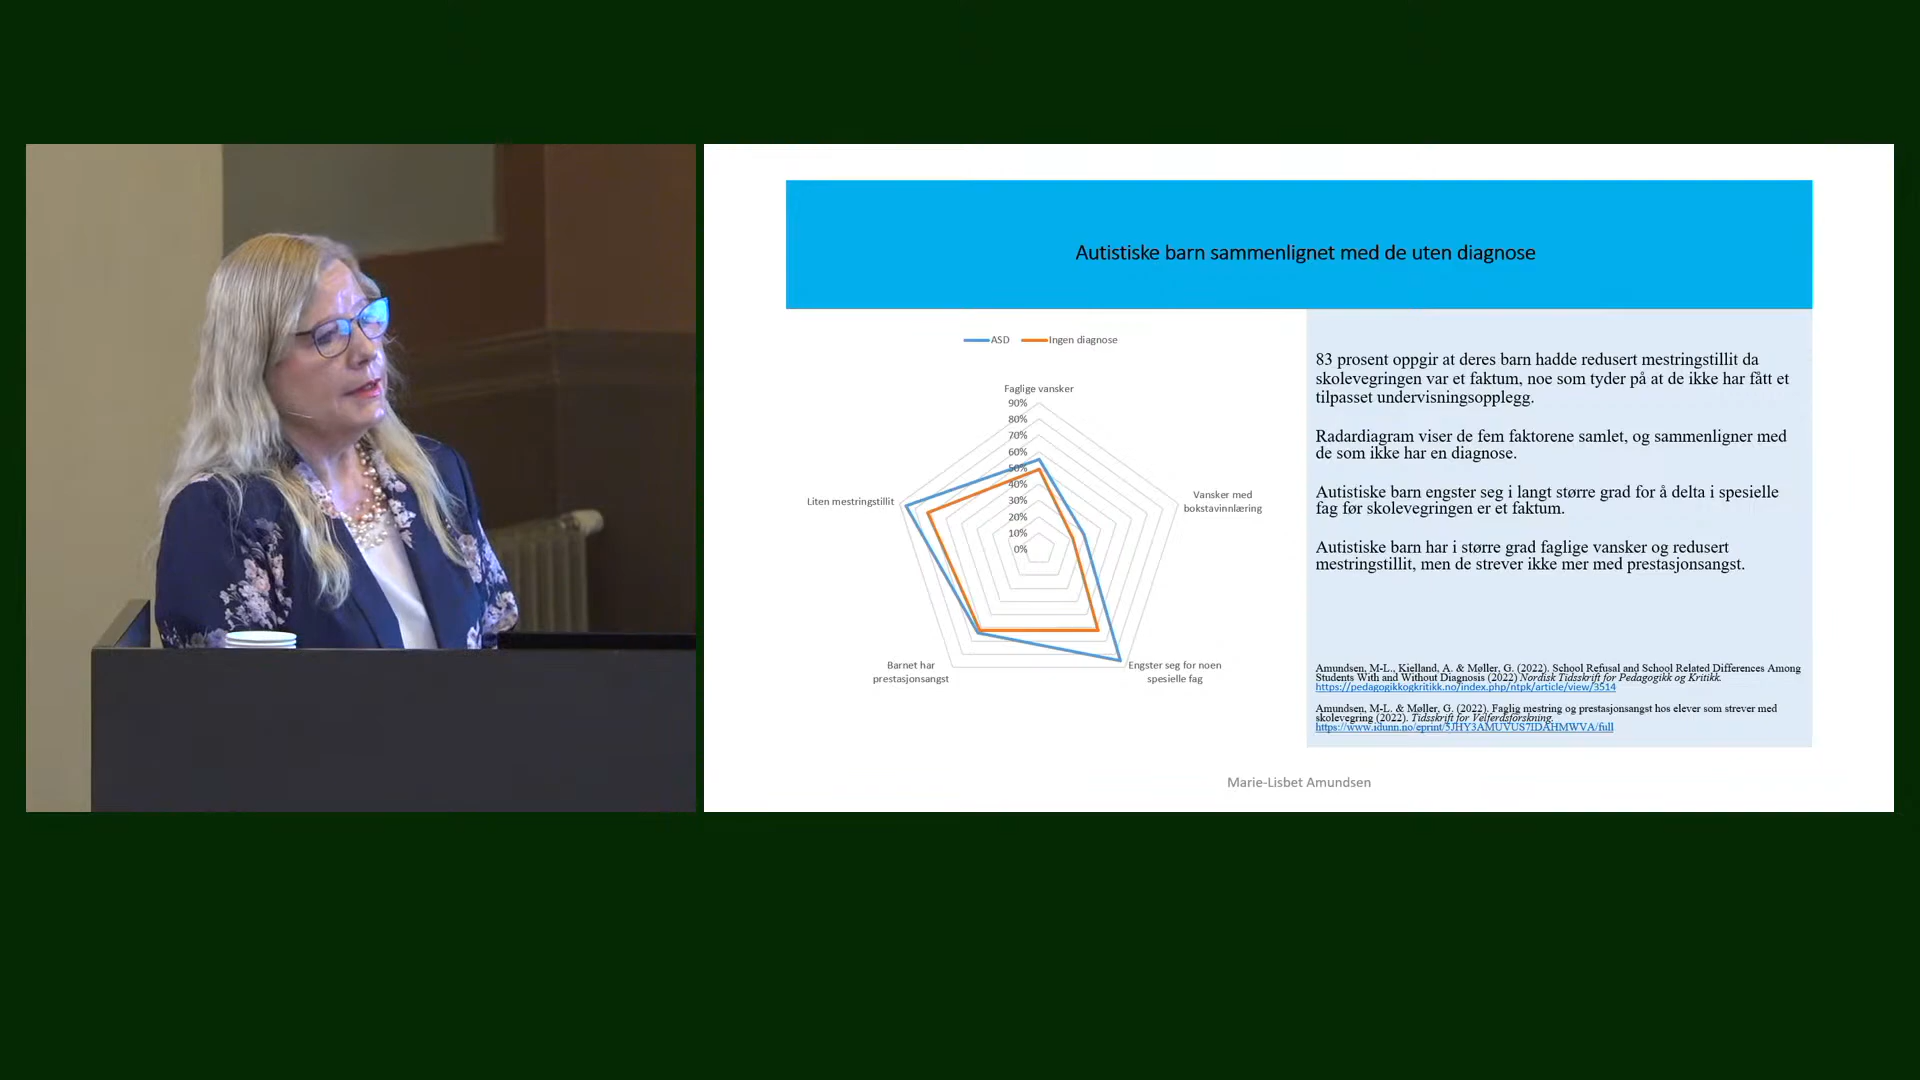 Autistiske barn sammenlignet med de uten diagnose
ASD
Ingen diagnose
Faglige vansker
90%
80%
70%
60%
50%
40%
30%
20%
10%
0%
Vansker med
bokstavinnlæring
Engster seg for noen
spesielle fag
Barnet har
prestasjonsangst
Liten mestringstillit
83 prosent oppgir at deres barn hadde redusert mestringstillit da
skolevegringen var et faktum, noe som tyder på at de ikke har fått et
tilpasset undervisningsopplegg.
Radardiagram viser de fem faktorene samlet, og sammenligner med
de som ikke har en diagnose.
Autistiske barn engster seg i langt større grad for å delta i spesielle
fag før skolevegringen er et faktum.
Autistiske barn har i større grad faglige vansker og redusert
mestringstillit, men de strever ikke mer med prestasjonsangst.
Amundsen, M-L., Kielland, A. & Møller, G. (2022). School Refusal and School Related Differences Among
Students With and Without Diagnosis (2022) Nordisk Tidsskrift for Pedagogikk og Kritikk.
https://pedagogikkogkritikk.no/index.php/ntpk/article/view/3514
Amundsen, M-L. & Møller, G. (2022). Faglig mestring og prestasjonsangst hos elever som strever med
skolevegring (2022). Tidsskrift for Velferdsforskning.
https://www.idunn.no/eprint/5JHY3AMUVUS7IDAHMWVA/full
Marie-Lisbet Amundsen